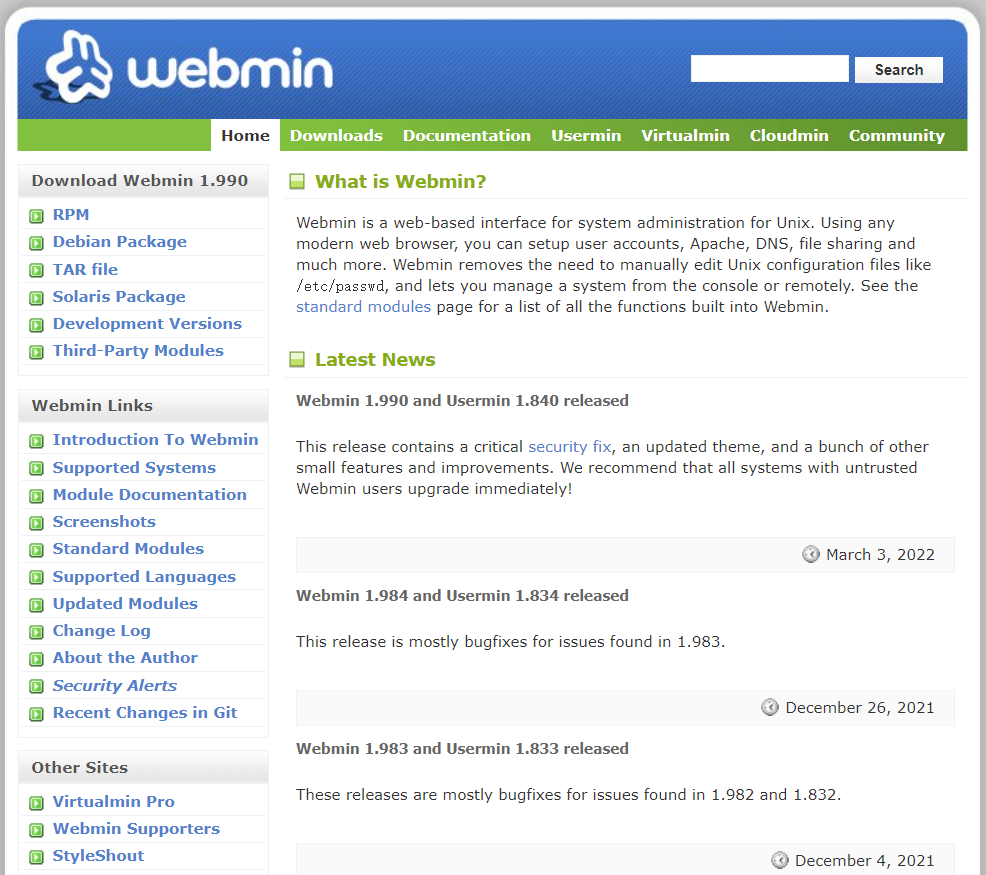 webmin
Search
Home Downloads Documentation Usermin Virtualmin Cloudmin Community
Download Webmin 1.990
RPM
Debian Package
TAR file
Solaris Package
Development Versions
Third-Party Modules
Webmin Links
Introduction To Webmin
Supported Systems
Module Documentation
Screenshots
Standard Modules
Supported Languages
Updated Modules
Change Log
About the Author
Security Alerts
Recent Changes in Git
Other Sites
Virtualmin Pro
Webmin Supporters
StyleShout
What is Webmin?
Webmin is a web-based interface for system administration for Unix. Using any
modern web browser, you can setup user accounts, Apache, DNS, file sharing and
much more. Webmin removes the need to manually edit Unix configuration files like
/etc/passwd, and lets you manage a system from the console or remotely. See the
standard modules page for a list of all the functions built into Webmin.
Latest News
Webmin 1.990 and Usermin 1.840 released
This release contains a critical security fix, an updated theme, and a bunch of other
small features and improvements. We recommend that all systems with untrusted
Webmin users upgrade immediately!
March 3, 2022
Webmin 1.984 and Usermin 1.834 released
This release is mostly bugfixes for issues found in 1.983.
December 26, 2021
Webmin 1.983 and Usermin 1.833 released
These releases are mostly bugfixes for issues found in 1.982 and 1.832.
December 4, 2021